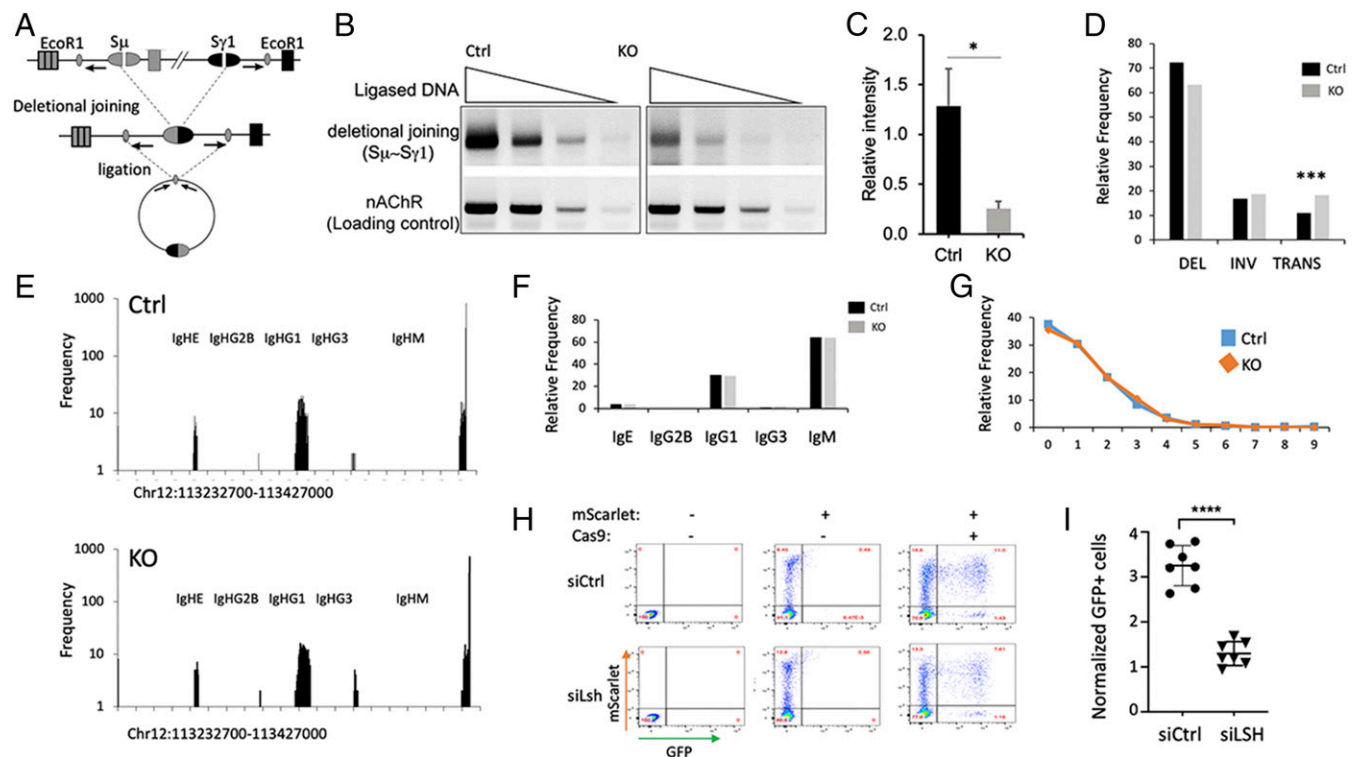 A
EcoR1 Sμ Sγ1 EcoR1
Deletional joining
ligation
B
Ctrl KO
Ligased DNA
deletional joining
(Sμ~Sγ1)
nAChR
(Loading control)
C
2.0
1.5
1.0
0.5
0.0
Relative intensity
*
Ctrl KO
D
80
70
60
50
40
30
20
10
0
Relative Frequency
Ctrl
KO
***
DEL INV TRANS
E
Ctrl
1000
100
10
1
Frequency
IgHE IgHG2B IgHG1 IgHG3 IgHM
Chr12:113232700-113427000
KO
1000
100
10
1
Frequency
IgHE IgHG2B IgHG1 IgHG3 IgHM
Chr12:113232700-113427000
F
80
60
40
20
0
Relative Frequency
Ctrl
KO
IgE IgG2B IgG1 IgG3 IgM
G
40
30
20
10
0
Relative Frequency
Ctrl
KO
0 1 2 3 4 5 6 7 8 9
H
mScarlet: - + +
Cas9: - - +
siCtrl
siLsh
mScarlet
GFP
I
4
3
2
1
0
Normalized GFP+ cells
****
siCtrl siLSH